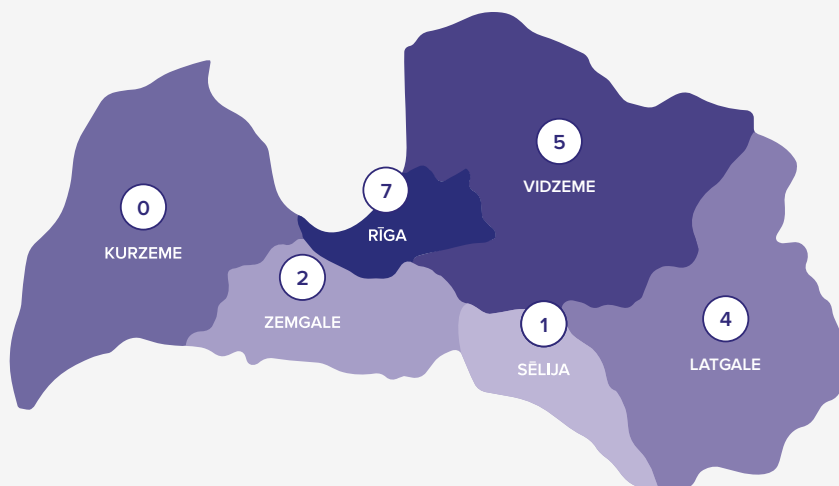 5
VIDZEME
7
RĪGA
0
KURZEME
2
ZEMGALE
1
SĒLIJA
4
LATGALE